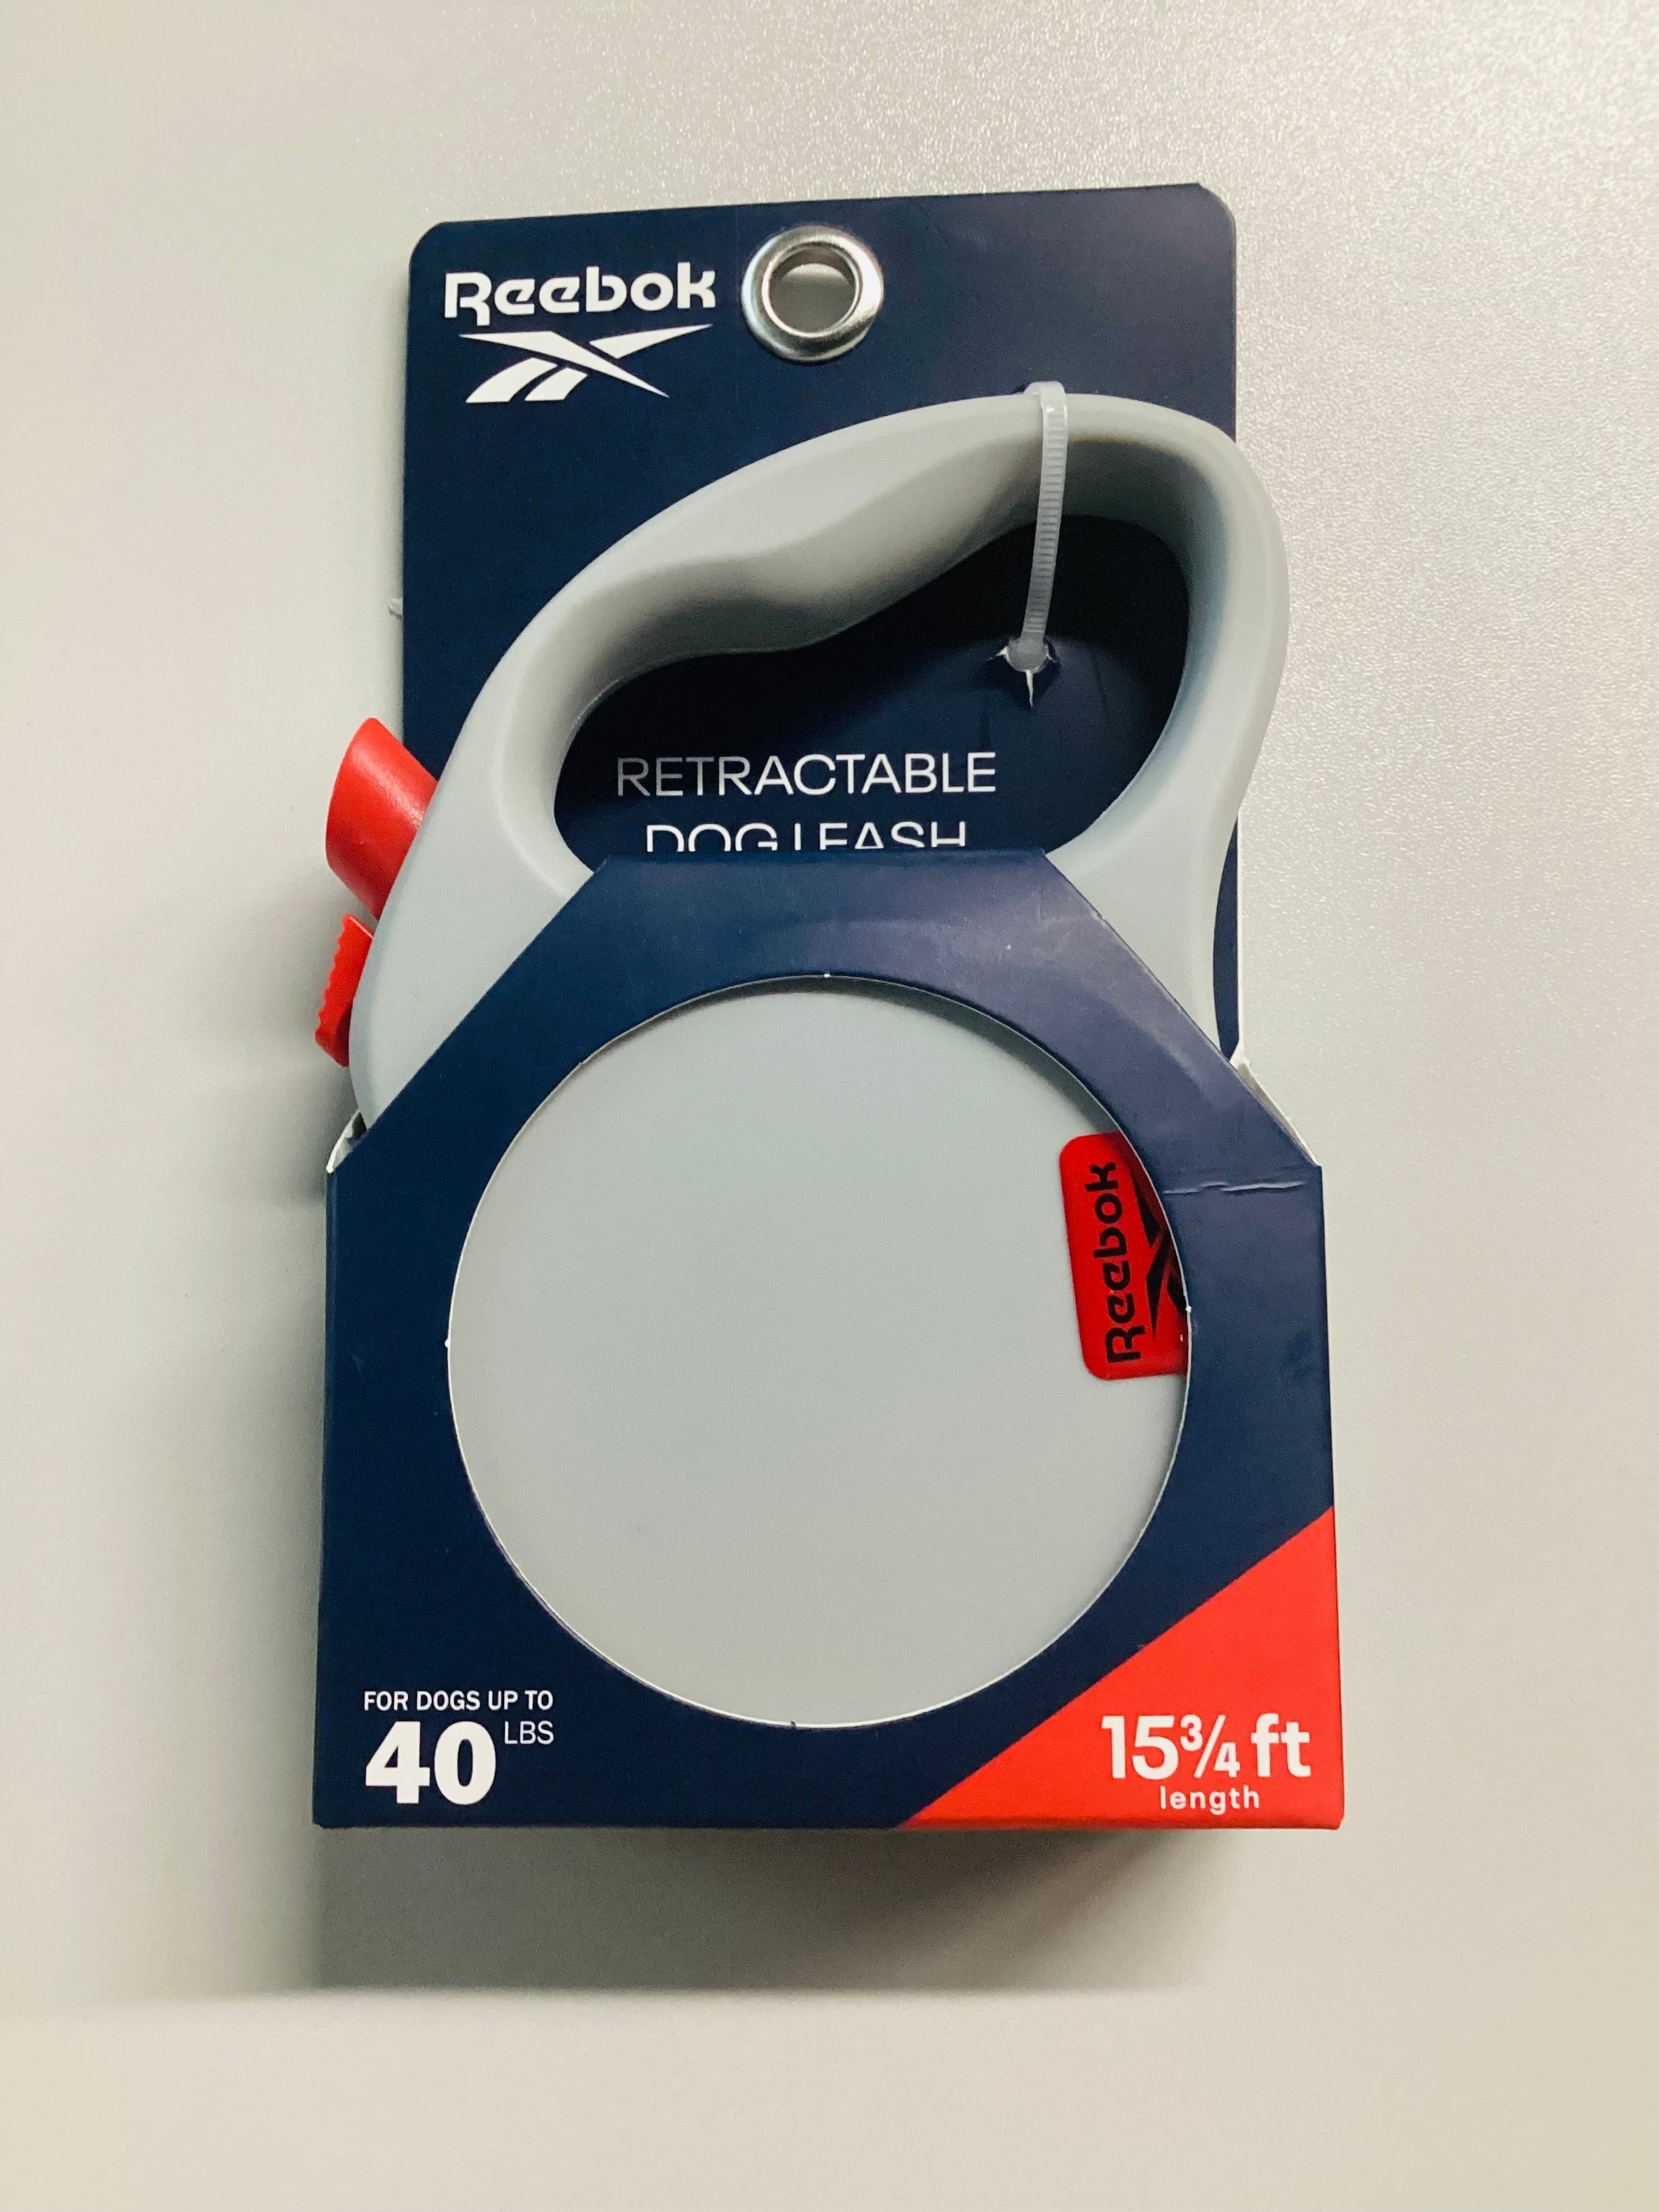 Reebok
RETRACTABLE
DOG LEASH
Reebok
FOR DOGS UP TO
40 LBS
15¾ ft
length